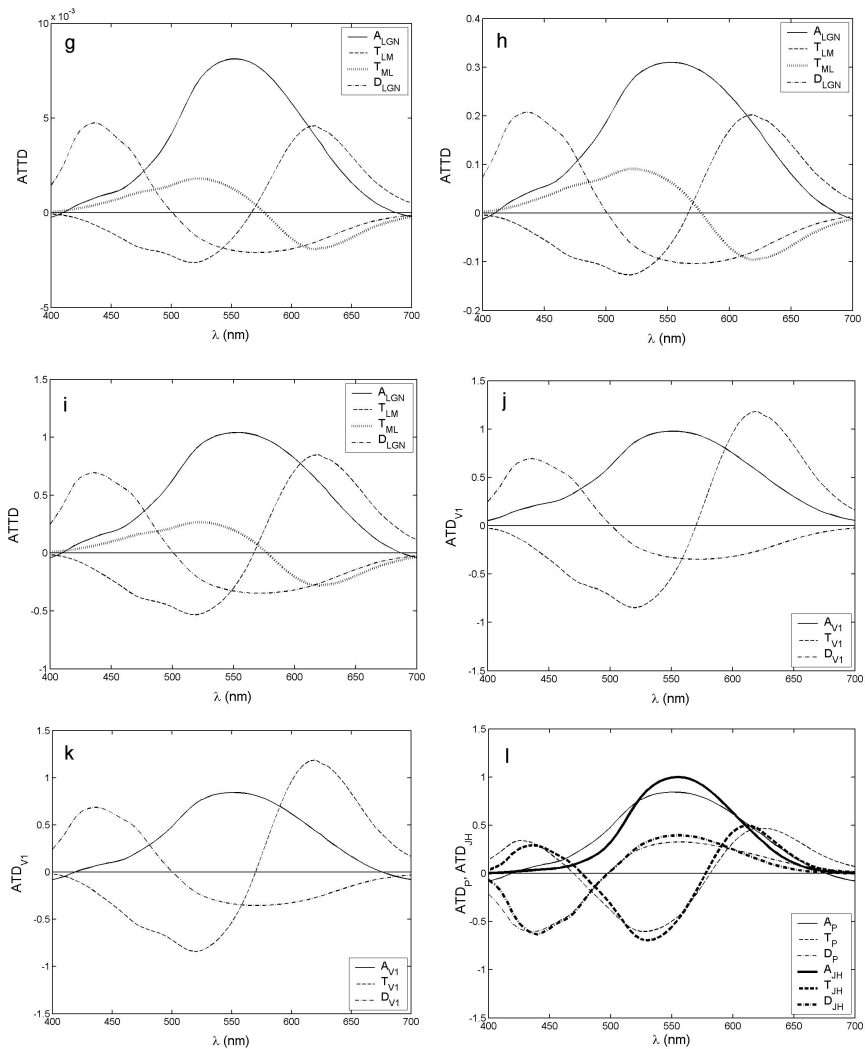 g
10 x 10⁻³
5
0
-5
400 450 500 550 600 650 700
ATTD
λ (nm)
A_LGN
T_LM
T_ML
D_LGN
h
0.4
0.3
0.2
0.1
0
-0.1
-0.2
400 450 500 550 600 650 700
ATTD
λ (nm)
A_LGN
T_LM
T_ML
D_LGN
i
1.5
1
0.5
0
-0.5
-1
400 450 500 550 600 650 700
ATTD
λ (nm)
A_LGN
T_LM
T_ML
D_LGN
j
1.5
1
0.5
0
-0.5
-1
-1.5
400 450 500 550 600 650 700
ATD_V1
λ (nm)
A_V1
T_V1
D_V1
k
1.5
1
0.5
0
-0.5
-1
-1.5
400 450 500 550 600 650 700
ATD_V1
λ (nm)
A_V1
T_V1
D_V1
l
1.5
1
0.5
0
-0.5
-1
-1.5
400 450 500 550 600 650 700
ATD_P, ATD_JH
λ (nm)
A_P
T_P
D_P
A_JH
T_JH
D_JH